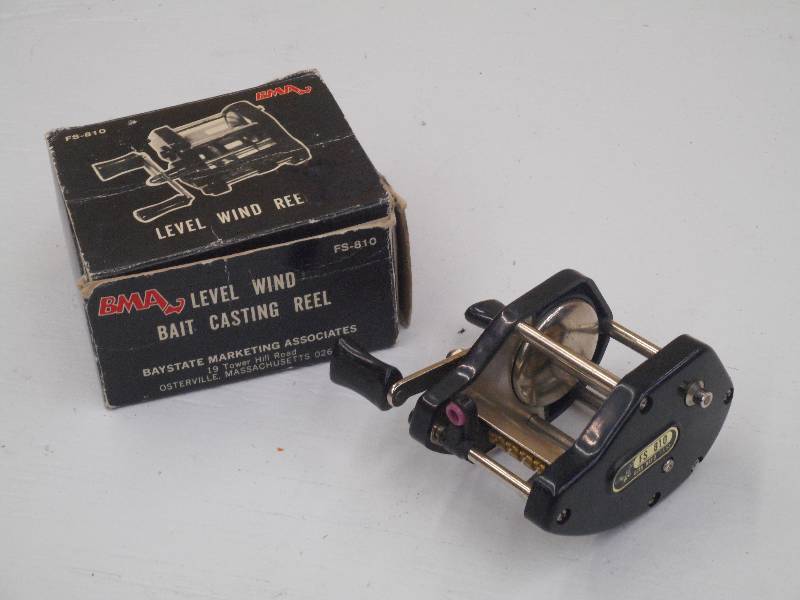 BMA
FS-810
LEVEL WIND REE
FS-810
BMA LEVEL WIND
BAIT CASTING REEL
BAYSTATE MARKETING ASSOCIATES
19 Tower Hill Road
OSTERVILLE, MASSACHUSETTS 026
FS 810